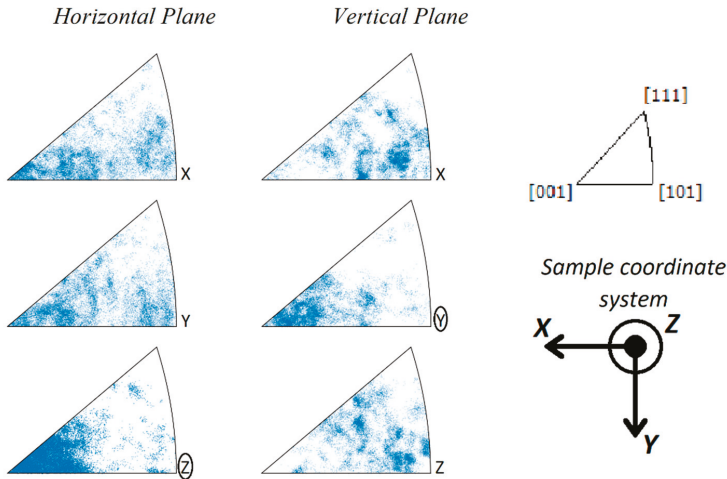 Horizontal Plane
Vertical Plane
X
X
[111]
[001]
[101]
Y
Y
Sample coordinate
system
X
Z
Y
Z
Z